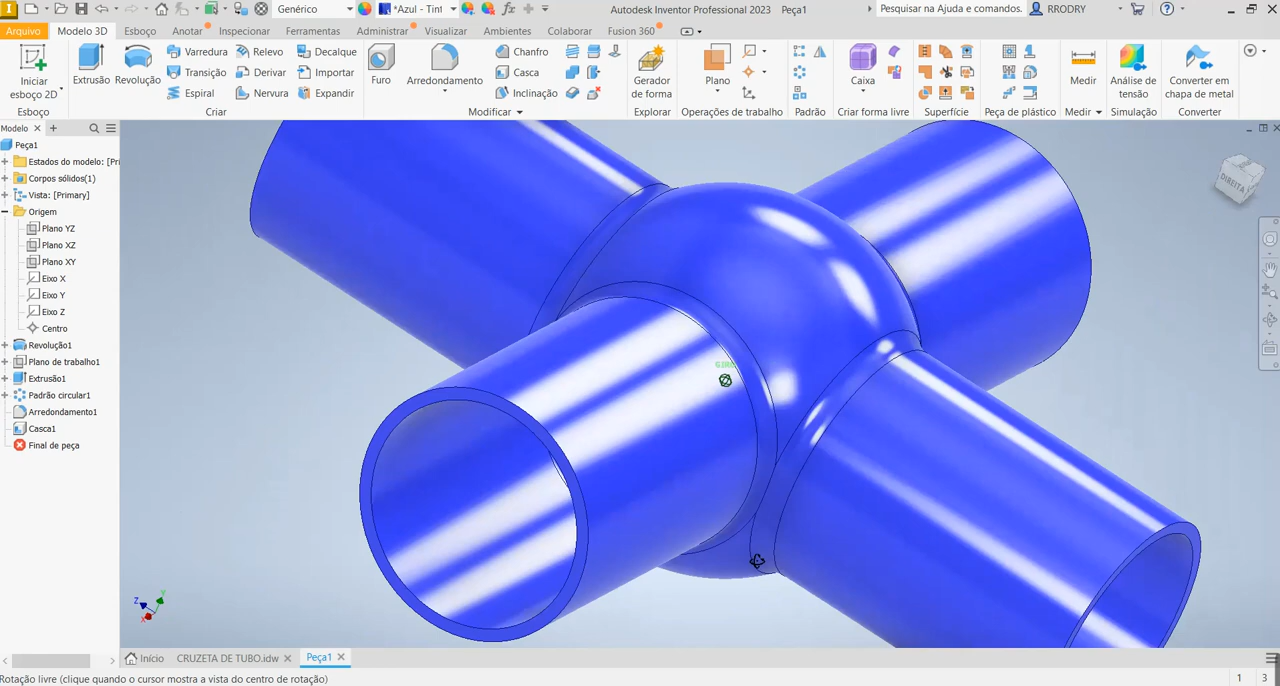 Genérico
*Azul - Tint
Autodesk Inventor Professional 2023 Peça1
Pesquisar na Ajuda e comandos.
RRODRY
Arquivo
Modelo 3D
Esboço
Anotar
Inspecionar
Ferramentas
Administrar
Visualizar
Ambientes
Colaborar
Fusion 360
Iniciar
esboço 2D
Extrusão
Revolução
Varredura
Relevo
Decalque
Transição
Derivar
Importar
Espiral
Nervura
Expandir
Furo
Arredondamento
Chanfro
Casca
Inclinação
Gerador
de forma
Plano
Caixa
Medir
Análise de
tensão
Converter em
chapa de metal
Esboço
Criar
Modificar
Explorar
Operações de trabalho
Padrão
Criar forma livre
Superfície
Peça de plástico
Medir
Simulação
Converter
Modelo
Peça1
Estados do modelo: [Pri
Corpos sólidos(1)
Vista: [Primary]
Origem
Plano YZ
Plano XZ
Plano XY
Eixo X
Eixo Y
Eixo Z
Centro
Revolução1
Plano de trabalho1
Extrusão1
Padrão circular1
Arredondamento1
Casca1
Final de peça
DIREITA
Z
Y
X
Início
CRUZETA DE TUBO.idw
Peça1
Rotação livre (clique quando o cursor mostra a vista do centro de rotação)
1
3